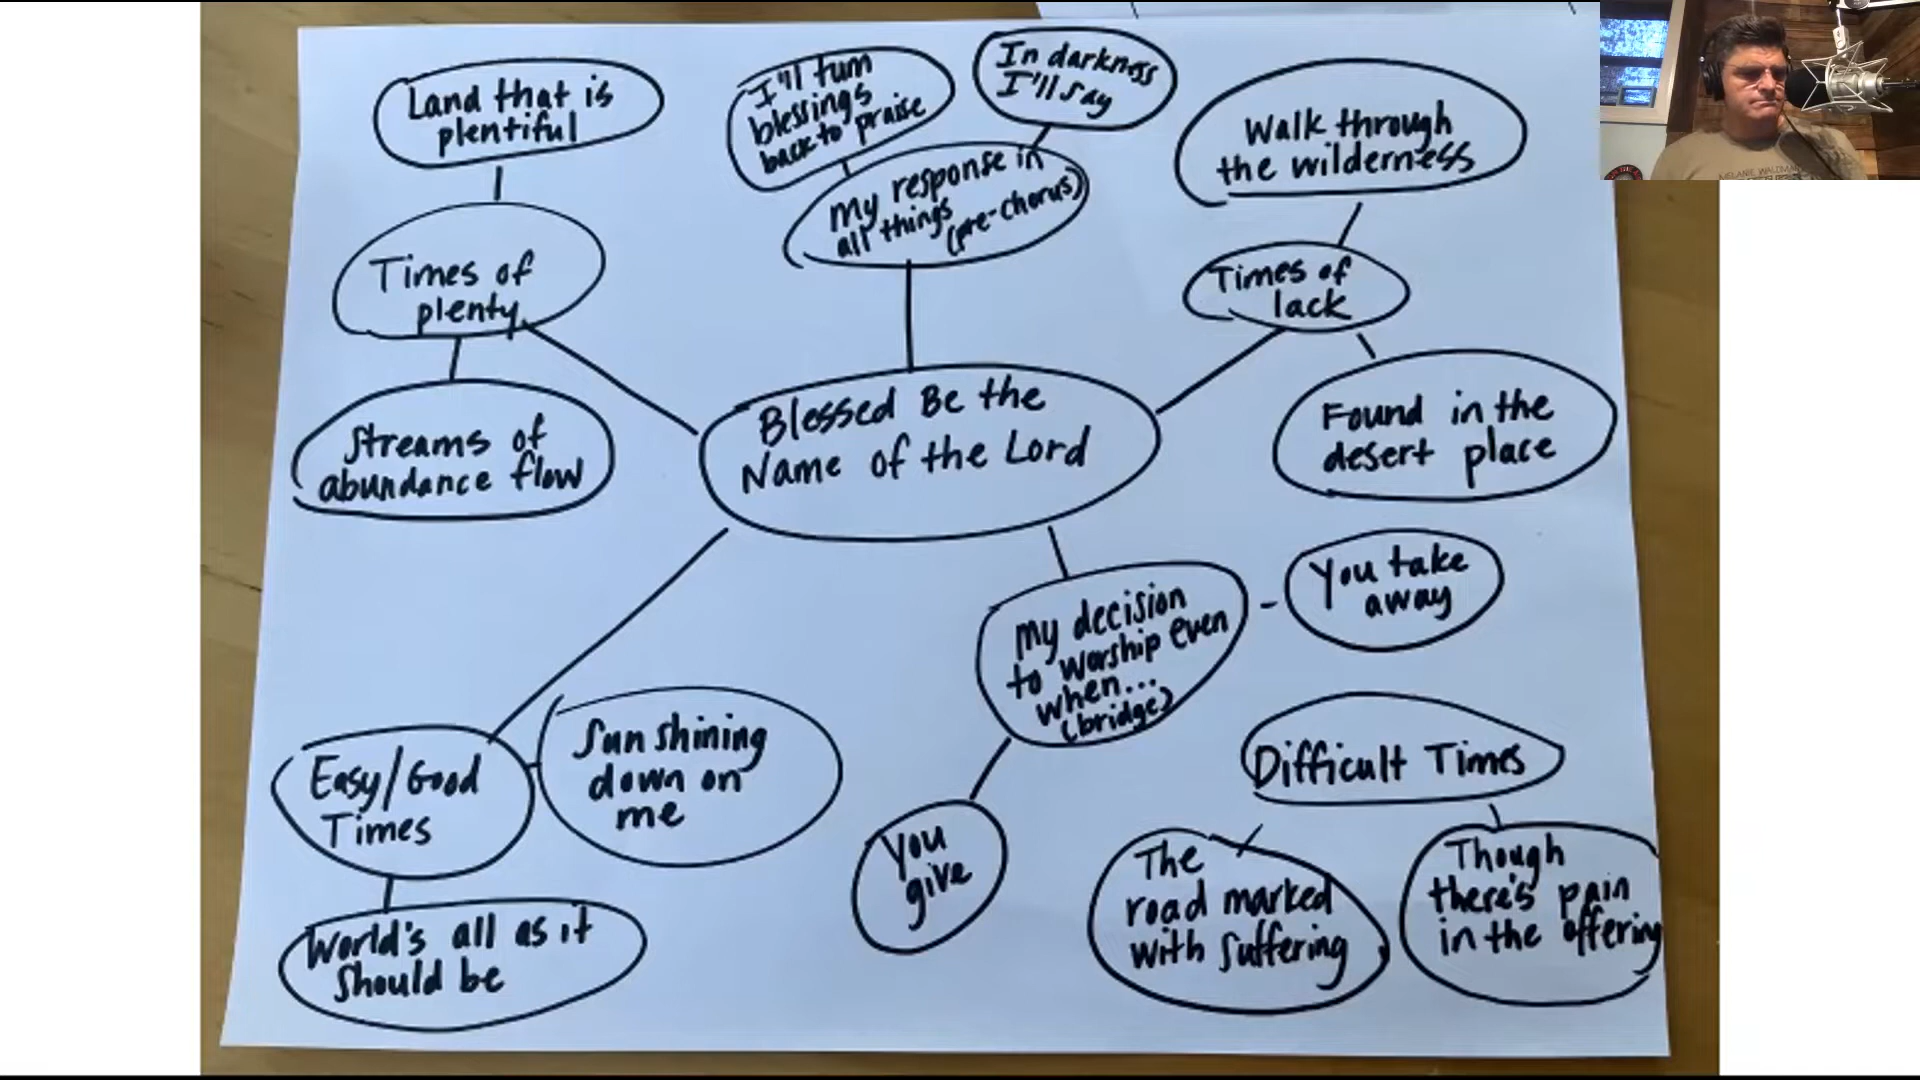 Land that is
plentiful
I'll turn
blessings
back to praise
In darkness
I'll say
Walk through
the wilderness
My response in
all things
(pre-chorus)
Times of
plenty
Times of
lack
Streams of
abundance flow
Blessed Be the
Name of the Lord
Found in the
desert place
You take
away
My decision
to worship even
when...
(bridge)
Easy/Good
Times
Sun shining
down on
me
Difficult Times
You
give
The
road marked
with suffering
Though
there's pain
in the offering
World's all as it
should be